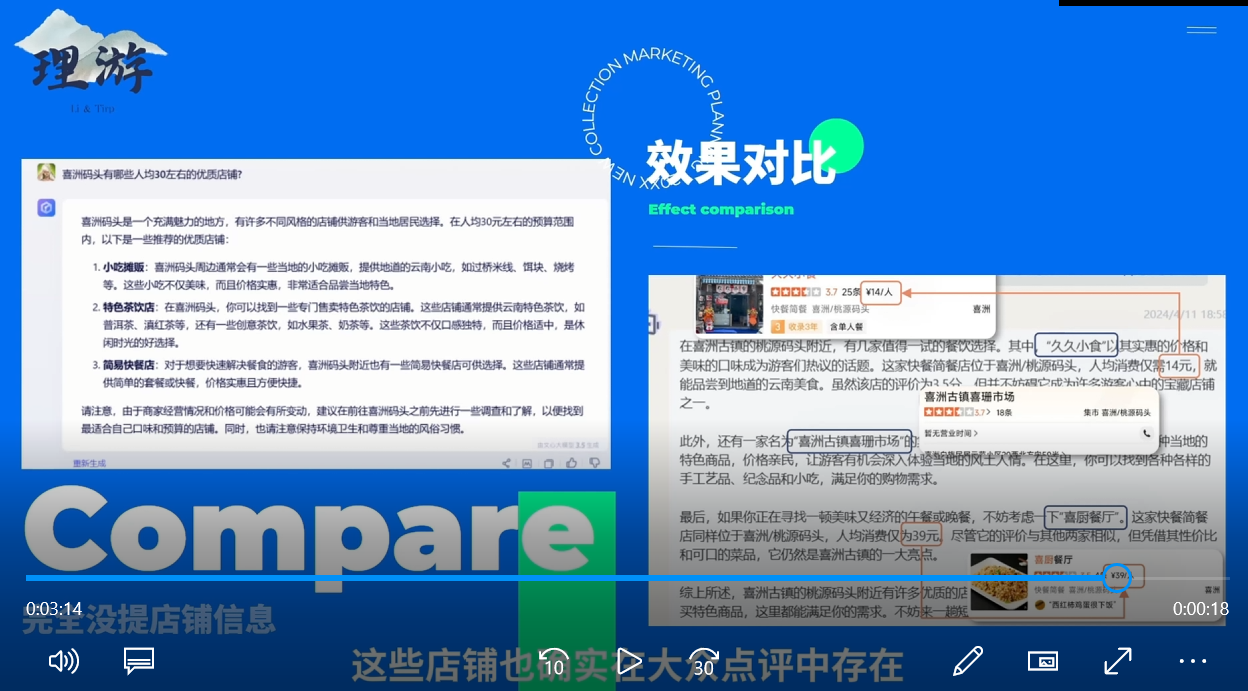 理游
Li & Tiro
COLLECTION MARKETING PLANN
20XX NEW
效果对比
Effect comparison
喜洲码头有哪些人均30左右的优质店铺?
喜洲码头是一个充满魅力的地方，有许多不同风格的店铺供游客和当地居民选择。在人均30元左右的预算范围
内，以下是一些推荐的优质店铺：
1. 小吃摊贩：喜洲码头周边通常会有一些当地的小吃摊贩，提供地道的云南小吃，如过桥米线、饵块、烧烤
等。这些小吃不仅美味，而且价格实惠，非常适合品尝当地特色。
2. 特色茶饮店：在喜洲码头，你可以找到一些专门售卖特色茶饮的店铺。这些店铺通常提供云南特色茶饮，如
普洱茶、滇红茶等，还有一些创意茶饮，如水果茶、奶茶等。这些茶饮不仅口感独特，而且价格适中，是休
闲时光的好选择。
3. 简易快餐店：对于想要快速解决餐食的游客，喜洲码头附近也有一些简易快餐店可供选择。这些店铺通常提
供简单的套餐或快餐，价格实惠且方便快捷。
请注意，由于商家经营情况和价格可能会有所变动，建议在前往喜洲码头之前先进行一些调查和了解，以便找到
最适合自己口味和预算的店铺。同时，也请注意保持环境卫生和尊重当地的风俗习惯。
重新生成
3.7 25条 ¥14/人
快餐简餐 喜洲/桃源码头 喜洲
3 收录3年 含单人餐
2024/4/11 18:58
在喜洲古镇的桃源码头附近，有几家值得一试的餐饮选择。其中，“久久小食”以其实惠的价格和
美味的口味成为游客们热议的话题。这家快餐简餐店位于喜洲/桃源码头，人均消费仅需14元，就
能品尝到地道的云南美食。虽然该店的评价为3.5分，但并不妨碍它成为许多游客心中的宝藏店铺
之一。
喜洲古镇喜珊市场
3.7> 18条 集市 喜洲/桃源码头
暂无营业时间>
此外，还有一家名为“喜洲古镇喜珊市场”的
种当地的
特色商品，价格亲民，让游客有机会深入体验当地的风土人情。在这里，你可以找到各种各样的
手工艺品、纪念品和小吃，满足你的购物需求。
最后，如果你正在寻找一顿美味又经济的午餐或晚餐，不妨考虑一下“喜厨餐厅”。这家快餐简餐
店同样位于喜洲/桃源码头，人均消费仅为39元。尽管它的评价与其他两家相似，但凭借其性价比
和可口的菜品，它仍然是喜洲古镇的一大亮点。
喜厨餐厅
¥39/人
快餐简餐 喜洲/桃源码头 喜洲
“西红柿鸡蛋很下饭”
综上所述，喜洲古镇的桃源码头附近有许多优质的店
买特色商品，这里都能满足你的需求。不妨来一趟
Compare
完全没提店铺信息
0:03:14
0:00:18
这些店铺也确实在大众点评中存在
10
30